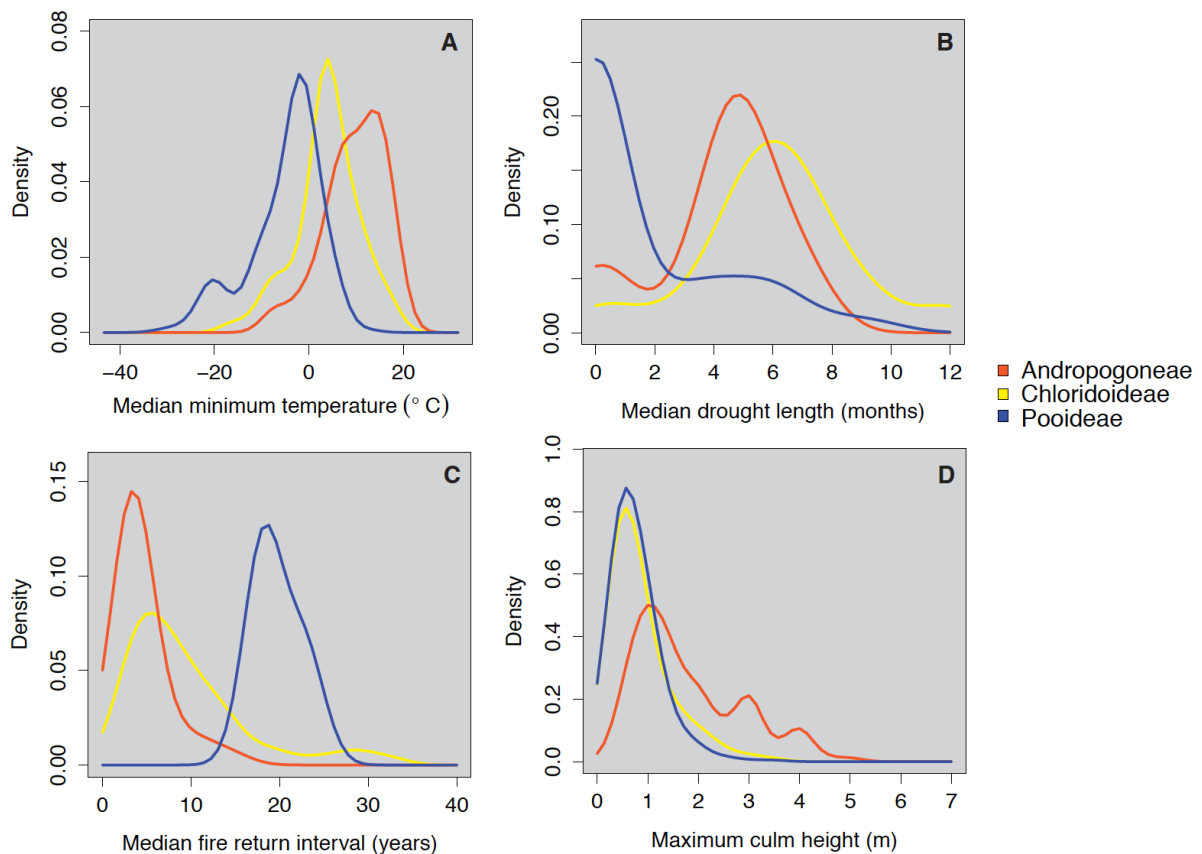 A
Density
0.00 0.02 0.04 0.06 0.08
−40 −20 0 20
Median minimum temperature (° C)
B
Density
0.00 0.10 0.20
0 2 4 6 8 10 12
Median drought length (months)
Andropogoneae
Chloridoideae
Pooideae
C
Density
0.00 0.05 0.10 0.15
0 10 20 30 40
Median fire return interval (years)
D
Density
0.0 0.2 0.4 0.6 0.8 1.0
0 1 2 3 4 5 6 7
Maximum culm height (m)